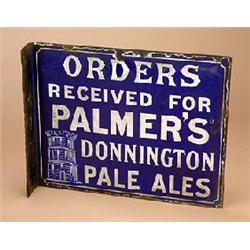 ORDERS
RECEIVED FOR
PALMER'S
DONNINGTON
PALE ALES